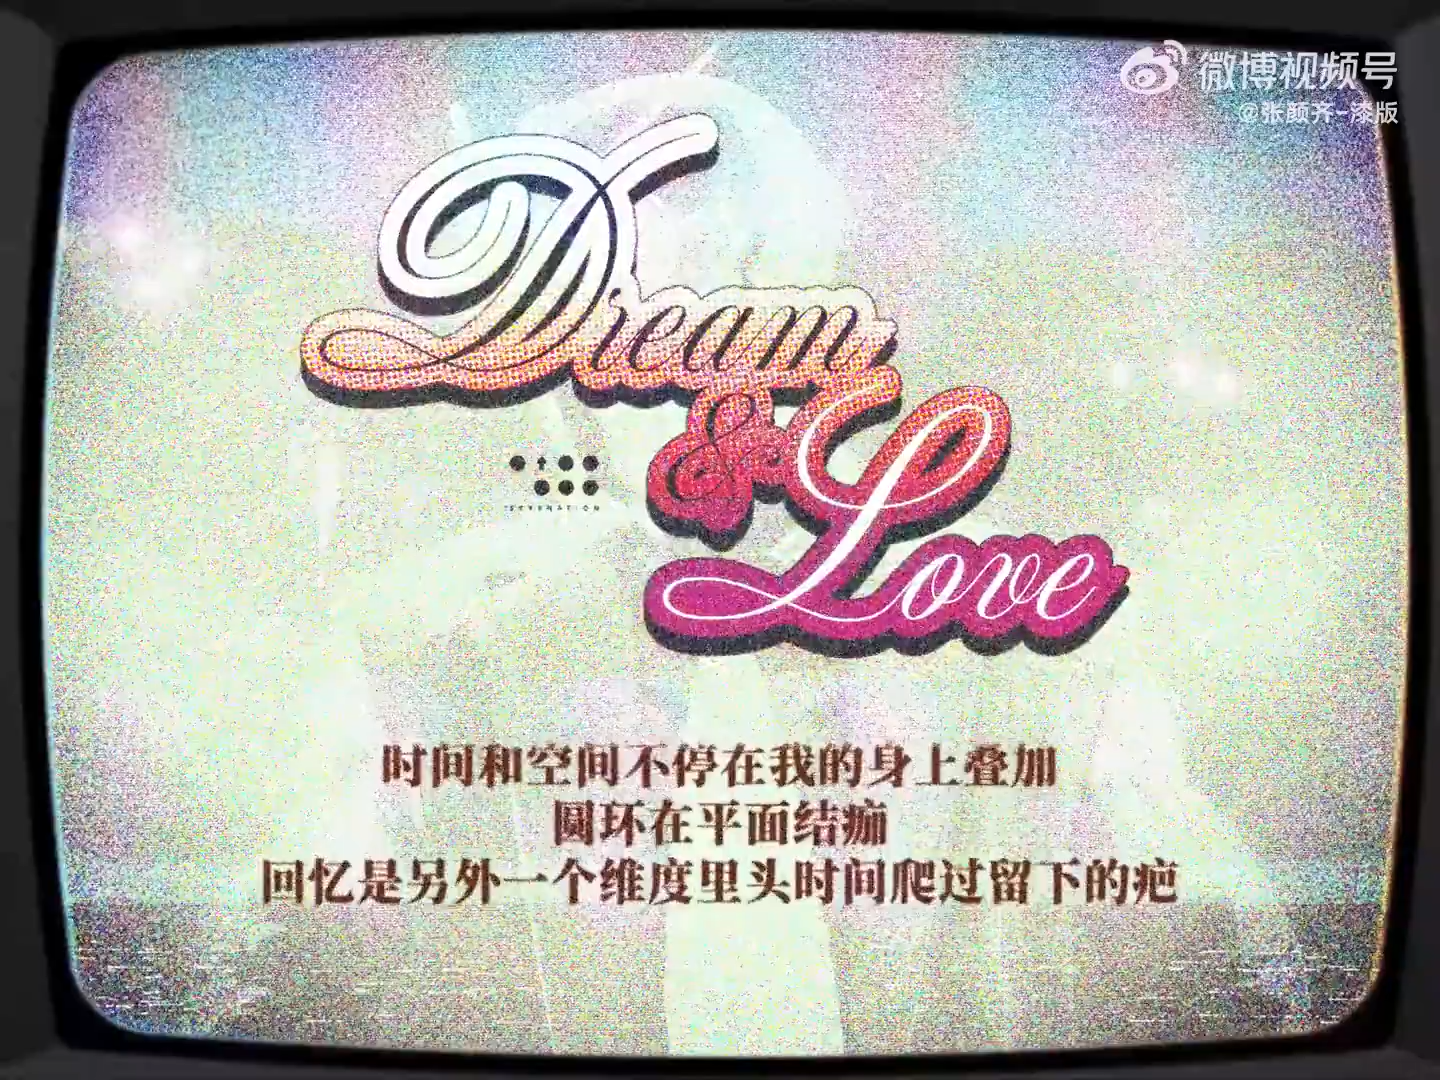 微博视频号
@张颜齐-漆版
Dream
&
Love
时间和空间不停在我的身上叠加
圆环在平面结痂
回忆是另外一个维度里头时间爬过留下的疤